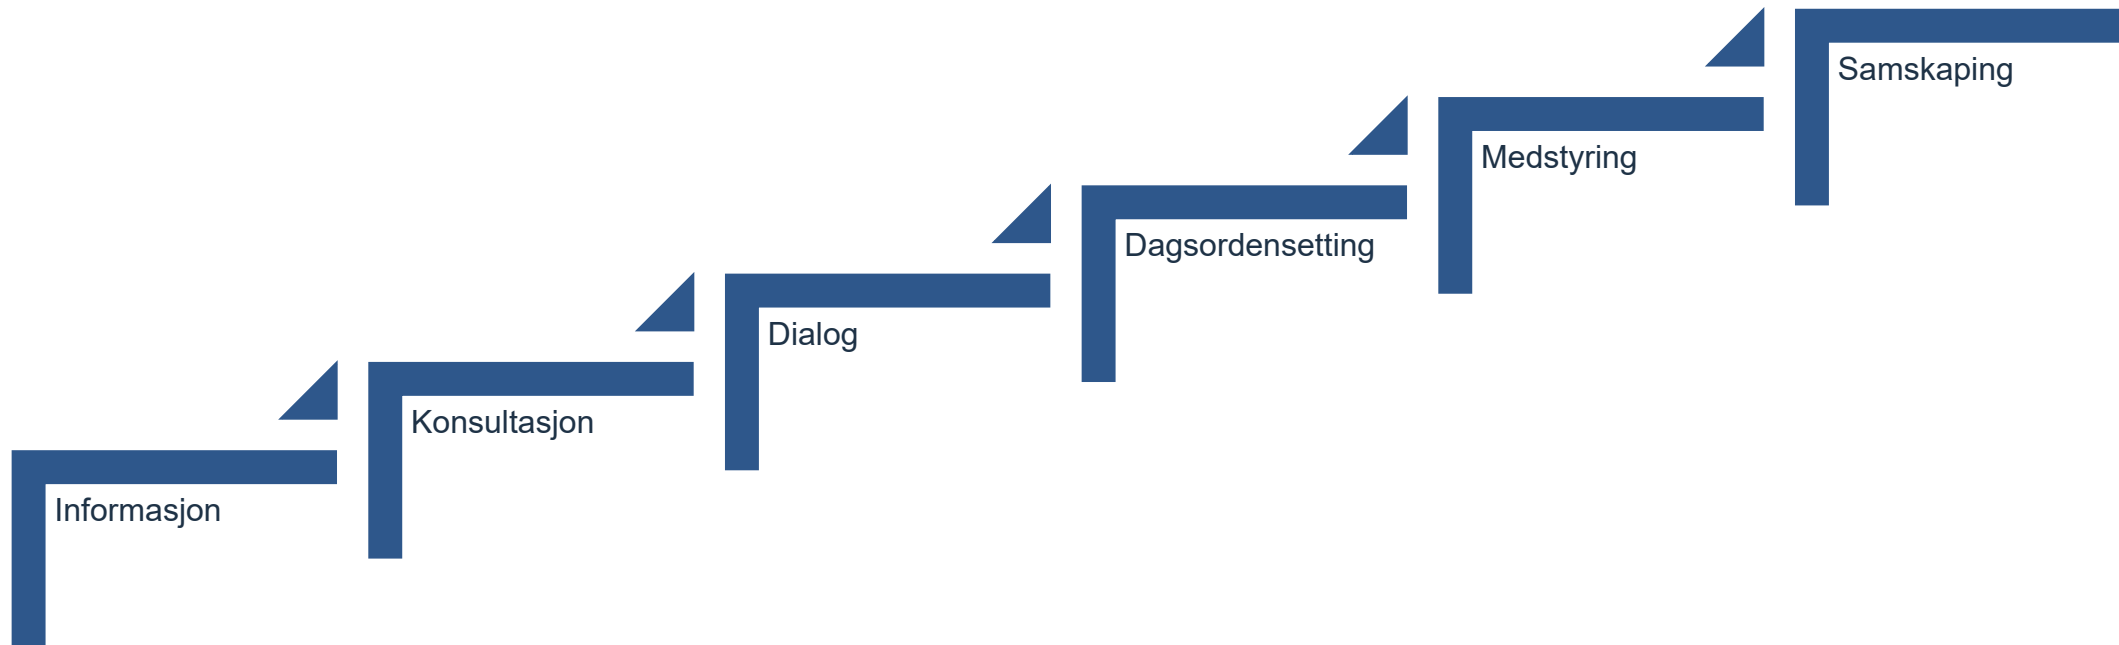 Informasjon
Konsultasjon
Dialog
Dagsordensetting
Medstyring
Samskaping